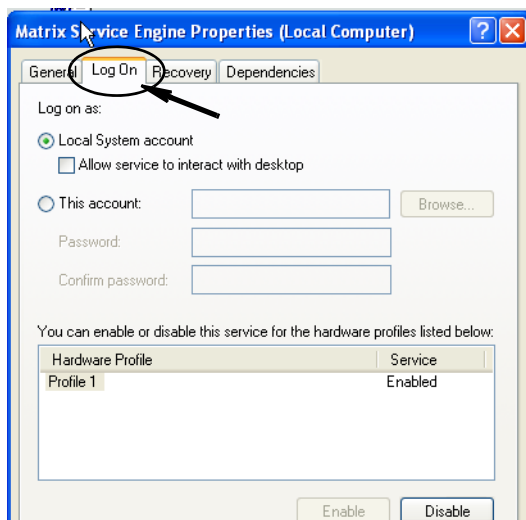 Matrix Service Engine Properties (Local Computer)
General Log On Recovery Dependencies
Log on as:
Local System account
Allow service to interact with desktop
This account:
Browse...
Password:
Confirm password:
You can enable or disable this service for the hardware profiles listed below:
Hardware Profile Service
Profile 1 Enabled
Enable Disable